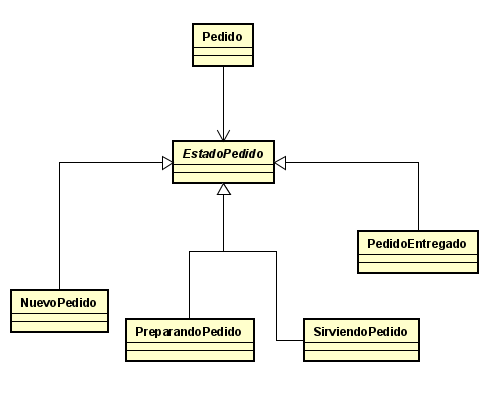 Pedido
EstadoPedido
PedidoEntregado
NuevoPedido
PreparandoPedido
SirviendoPedido